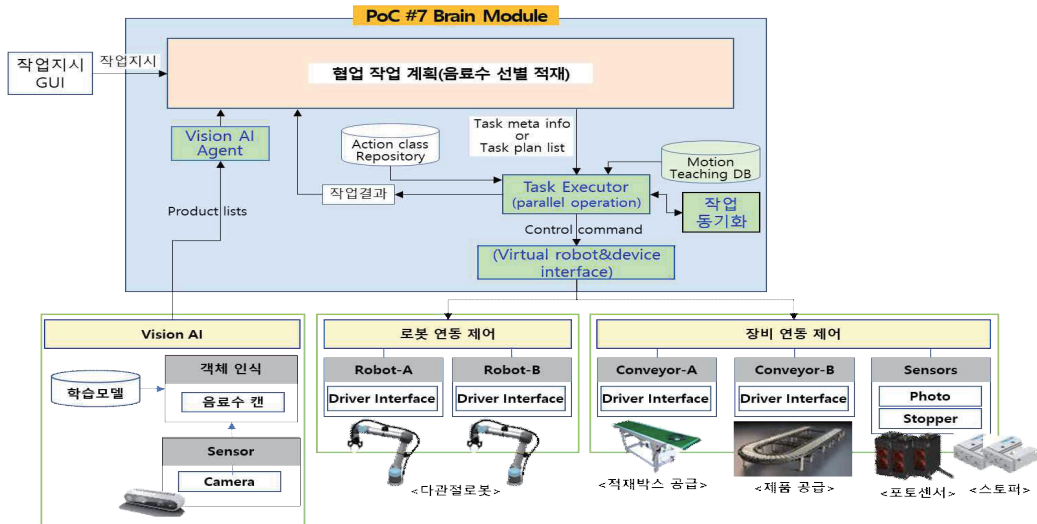 PoC #7 Brain Module
작업지시
GUI
작업지시
협업 작업 계획(음료수 선별 적재)
Vision AI
Agent
Action class
Repository
Task meta info
or
Task plan list
Motion
Teaching DB
작업결과
Task Executor
(parallel operation)
작업
동기화
Product lists
Control command
(Virtual robot&device
interface)
Vision AI
객체 인식
학습모델
음료수 캔
Sensor
Camera
로봇 연동 제어
Robot-A
Robot-B
Driver Interface
Driver Interface
<다관절로봇>
장비 연동 제어
Conveyor-A
Conveyor-B
Sensors
Driver Interface
Driver Interface
Photo
Stopper
<적재박스 공급>
<제품 공급>
<포토센서>
<스토퍼>